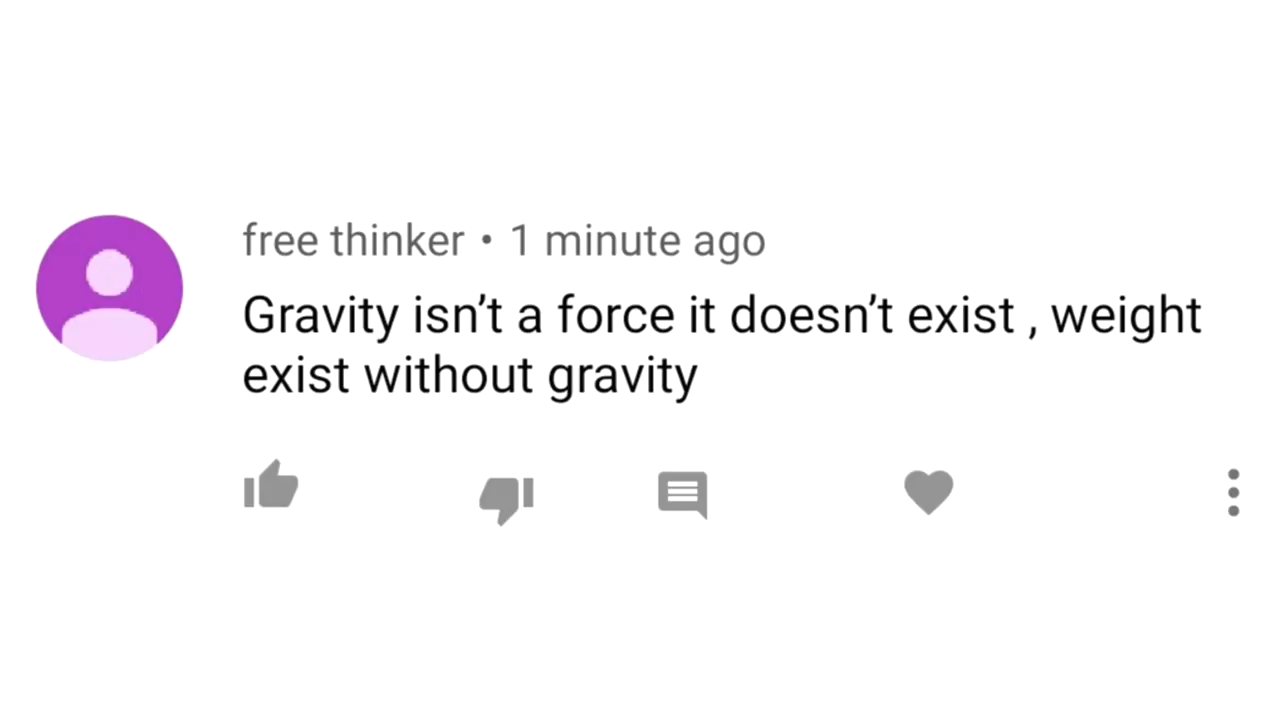 free thinker • 1 minute ago
Gravity isn’t a force it doesn’t exist , weight
exist without gravity